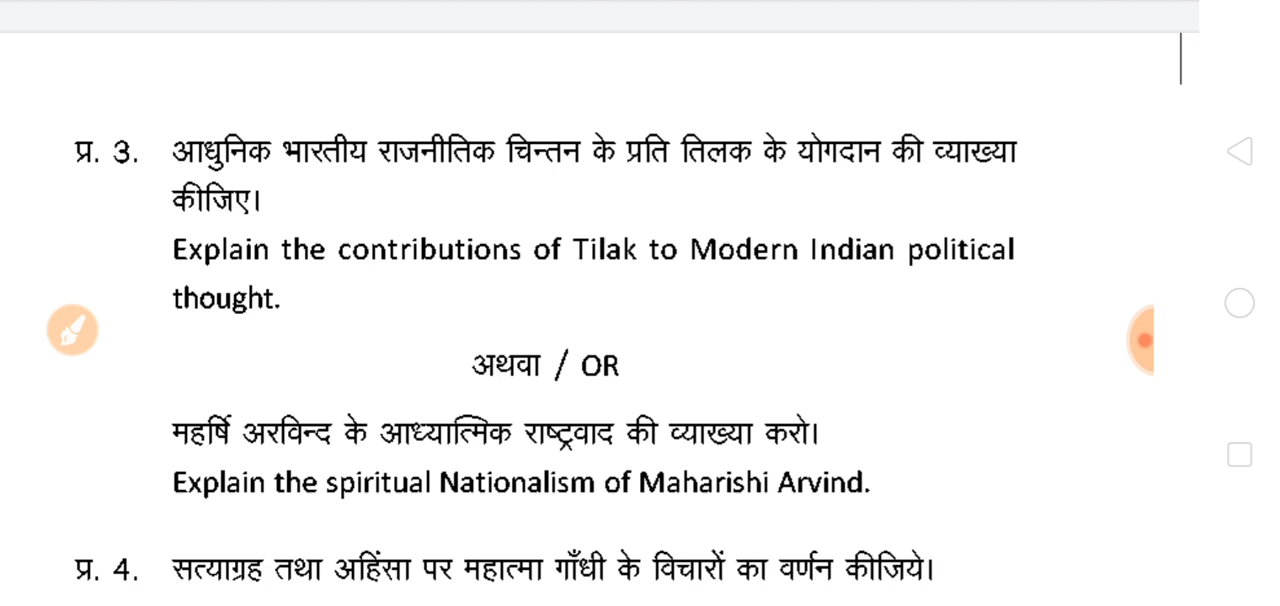 प्र. 3. आधुनिक भारतीय राजनीतिक चिन्तन के प्रति तिलक के योगदान की व्याख्या
कीजिए।
Explain the contributions of Tilak to Modern Indian political
thought.
अथवा / OR
महर्षि अरविन्द के आध्यात्मिक राष्ट्रवाद की व्याख्या करो।
Explain the spiritual Nationalism of Maharishi Arvind.
प्र. 4. सत्याग्रह तथा अहिंसा पर महात्मा गाँधी के विचारों का वर्णन कीजिये।